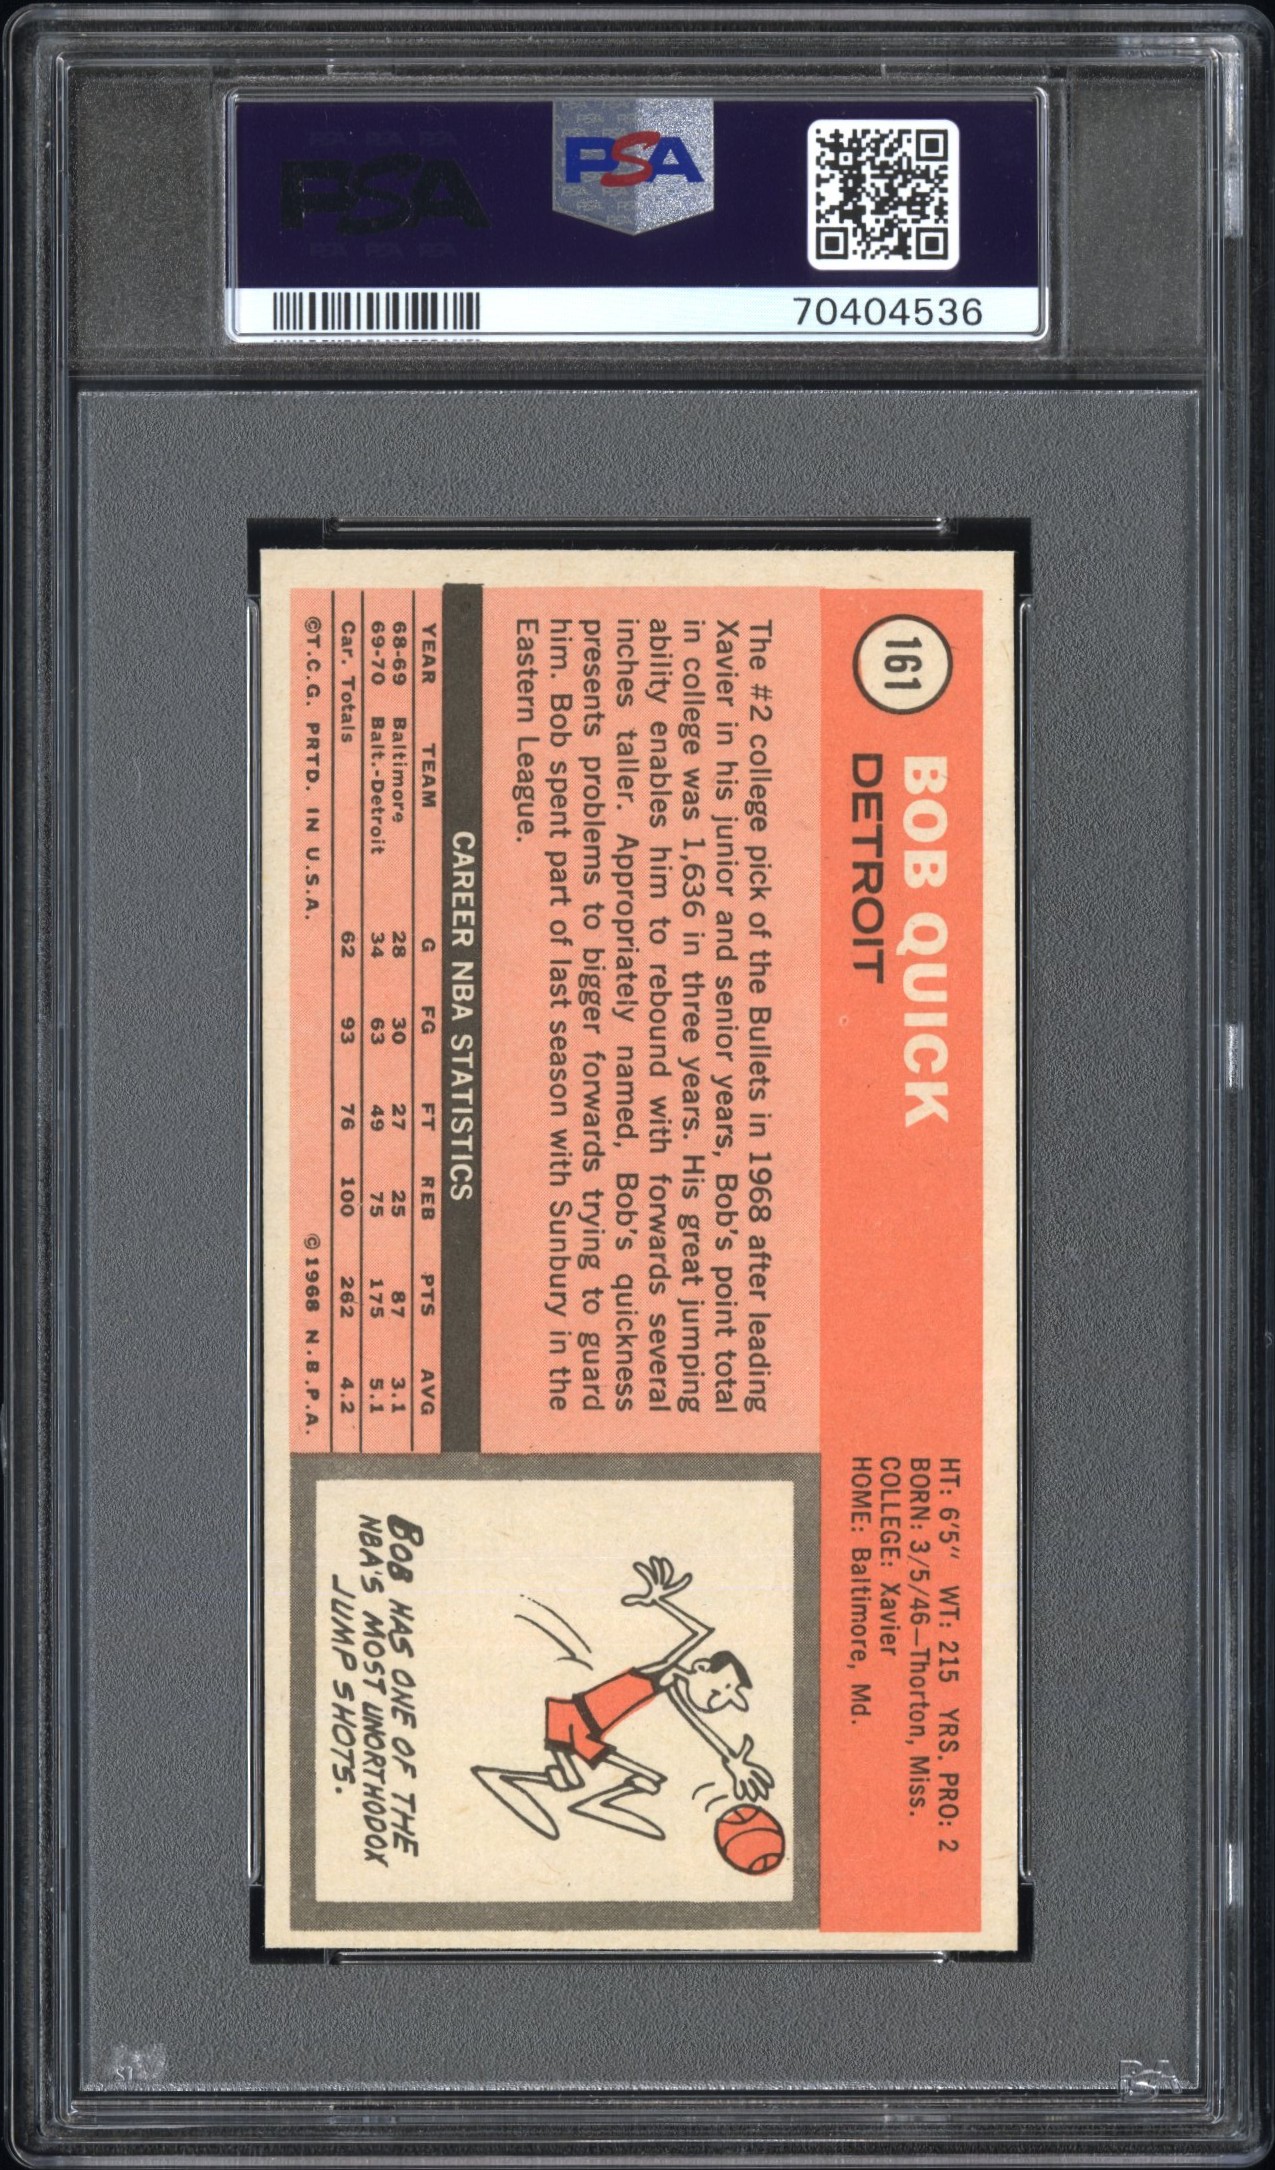 PSA
PSA
70404536
161
BOB QUICK
DETROIT
HT: 6'5" WT: 215 YRS. PRO: 2
BORN: 3/5/46—Thorton, Miss.
COLLEGE: Xavier
HOME: Baltimore, Md.
The #2 college pick of the Bullets in 1968 after leading
Xavier in his junior and senior years, Bob's point total
in college was 1,636 in three years. His great jumping
ability enables him to rebound with forwards several
inches taller. Appropriately named, Bob's quickness
presents problems to bigger forwards trying to guard
him. Bob spent part of last season with Sunbury in the
Eastern League.
CAREER NBA STATISTICS
YEAR TEAM G FG FT REB PTS AVG
68-69 Baltimore 28 30 27 25 87 3.1
69-70 Balt.-Detroit 34 63 49 75 175 5.1
Car. Totals 62 93 76 100 262 4.2
©T.C.G. PRTD. IN U.S.A. ©1968 N.B.P.A.
BOB HAS ONE OF THE
NBA'S MOST UNORTHODOX
JUMP SHOTS.
PSA